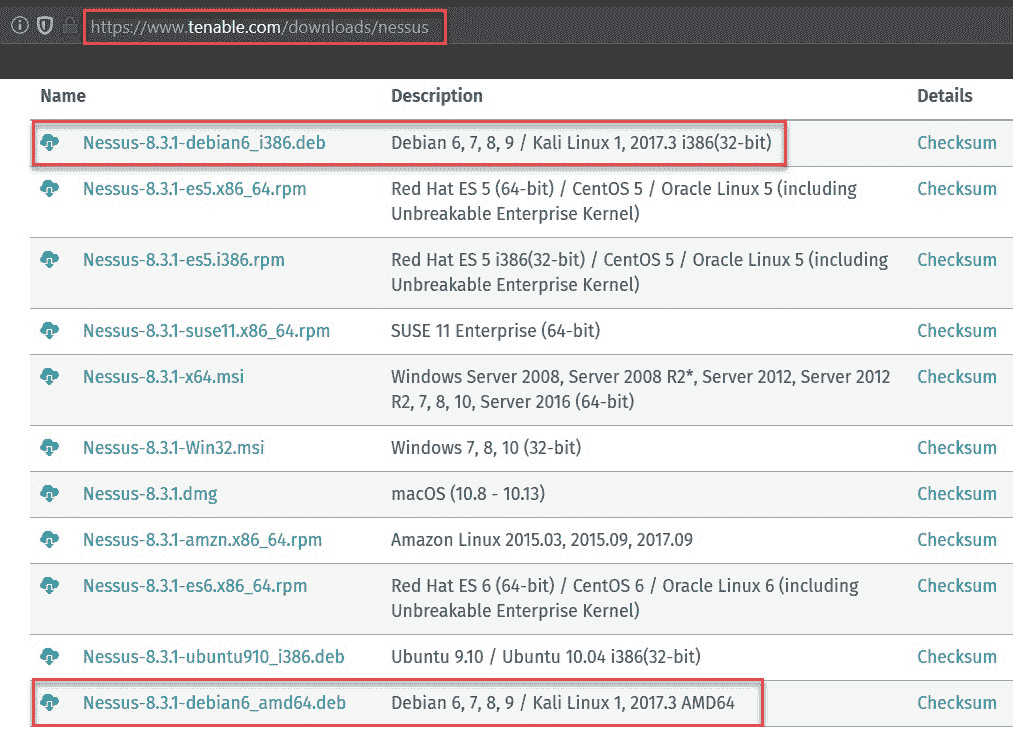 https://www.tenable.com/downloads/nessus
Name Description Details
Nessus-8.3.1-debian6_i386.deb Debian 6, 7, 8, 9 / Kali Linux 1, 2017.3 i386(32-bit) Checksum
Nessus-8.3.1-es5.x86_64.rpm Red Hat ES 5 (64-bit) / CentOS 5 / Oracle Linux 5 (including Checksum
Unbreakable Enterprise Kernel)
Nessus-8.3.1-es5.i386.rpm Red Hat ES 5 i386(32-bit) / CentOS 5 / Oracle Linux 5 (including Checksum
Unbreakable Enterprise Kernel)
Nessus-8.3.1-suse11.x86_64.rpm SUSE 11 Enterprise (64-bit) Checksum
Nessus-8.3.1-x64.msi Windows Server 2008, Server 2008 R2*, Server 2012, Server 2012 Checksum
R2, 7, 8, 10, Server 2016 (64-bit)
Nessus-8.3.1-Win32.msi Windows 7, 8, 10 (32-bit) Checksum
Nessus-8.3.1.dmg macOS (10.8 - 10.13) Checksum
Nessus-8.3.1-amzn.x86_64.rpm Amazon Linux 2015.03, 2015.09, 2017.09 Checksum
Nessus-8.3.1-es6.x86_64.rpm Red Hat ES 6 (64-bit) / CentOS 6 / Oracle Linux 6 (including Checksum
Unbreakable Enterprise Kernel)
Nessus-8.3.1-ubuntu910_i386.deb Ubuntu 9.10 / Ubuntu 10.04 i386(32-bit) Checksum
Nessus-8.3.1-debian6_amd64.deb Debian 6, 7, 8, 9 / Kali Linux 1, 2017.3 AMD64 Checksum